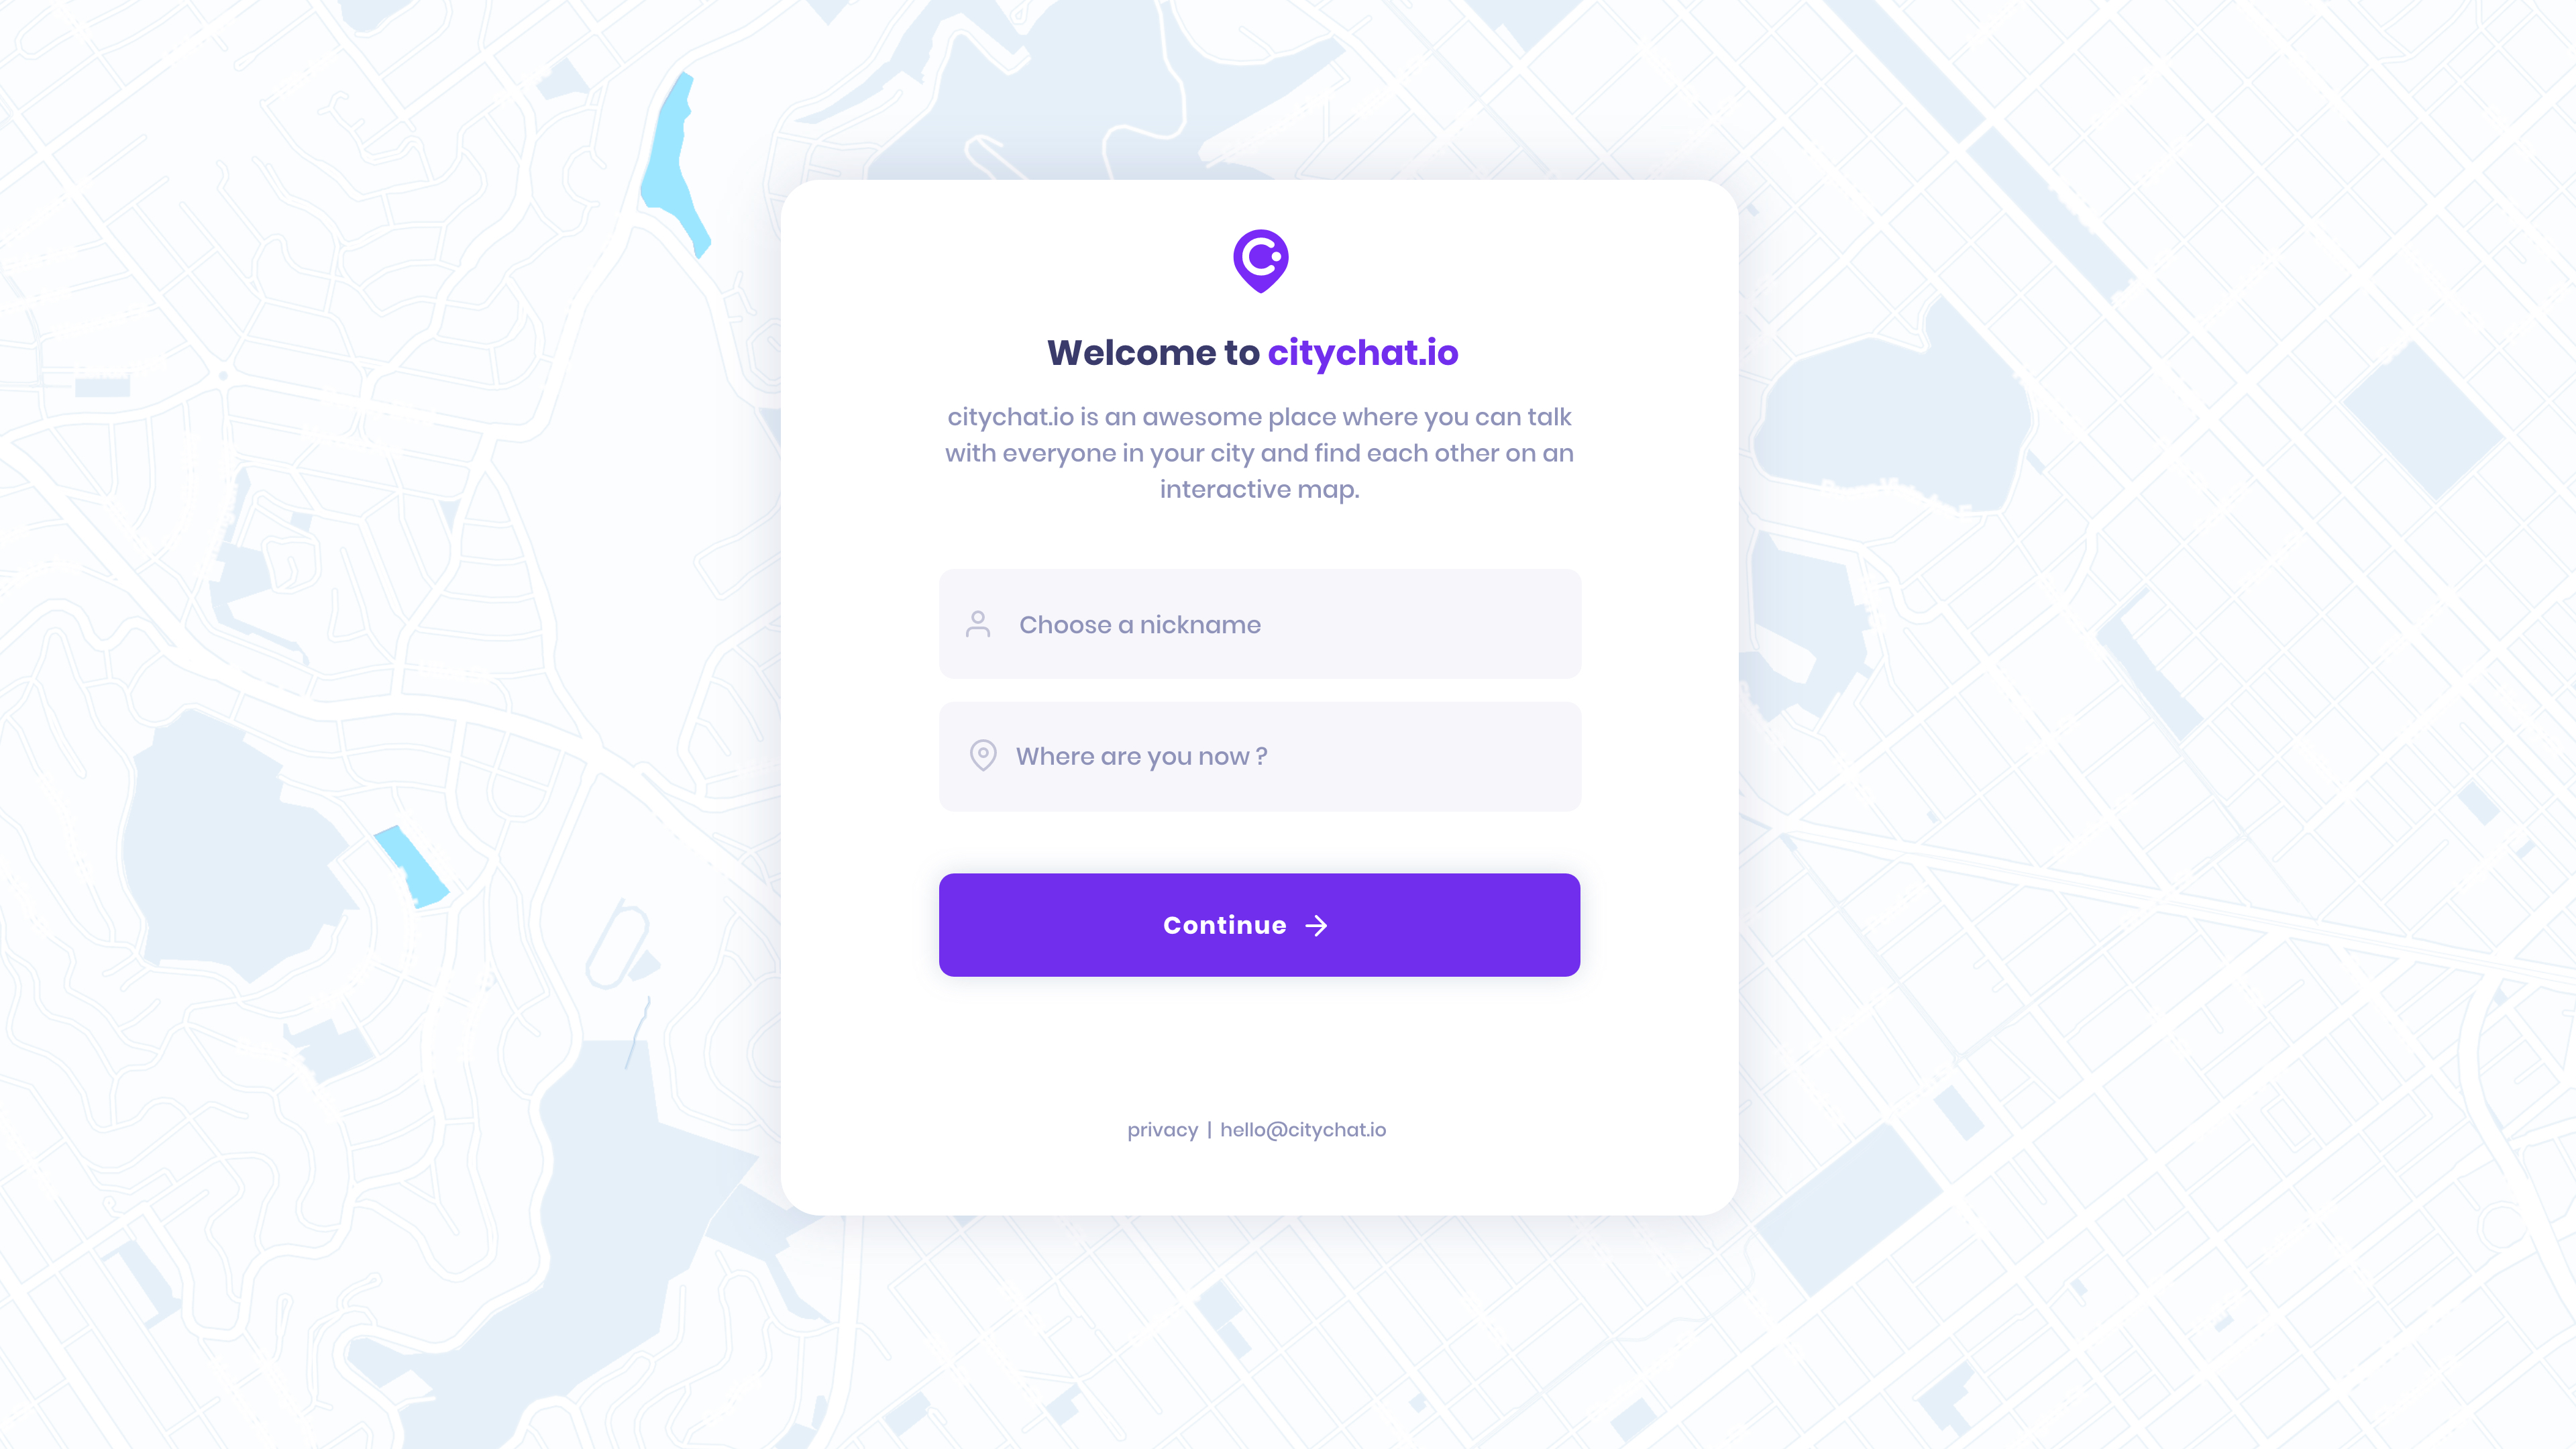 Welcome to citychat.io
citychat.io is an awesome place where you can talk
with everyone in your city and find each other on an
interactive map.
Choose a nickname
Where are you now ?
Continue
privacy | hello@citychat.io